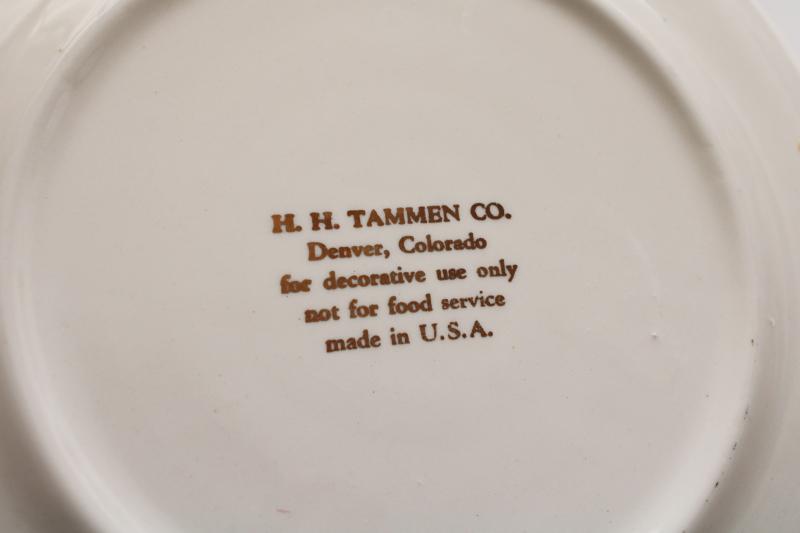 H. H. TAMMEN CO.
Denver, Colorado
for decorative use only
not for food service
made in U.S.A.